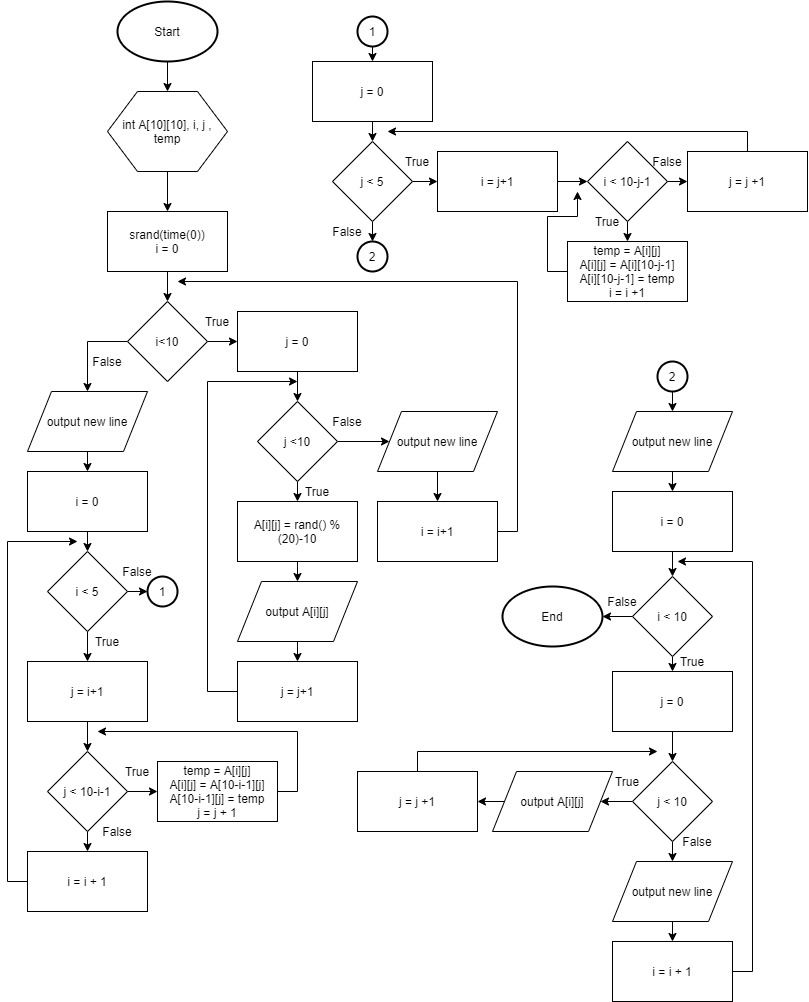 Start
int A[10][10], i, j ,
temp
srand(time(0))
i = 0
i<10
True
False
j = 0
output new line
j <10
False
True
output new line
i = 0
A[i][j] = rand() %
(20)-10
i = i+1
i < 5
False
1
True
output A[i][j]
j = i+1
j = j+1
j < 10-i-1
True
False
temp = A[i][j]
A[i][j] = A[10-i-1][j]
A[10-i-1][j] = temp
j = j + 1
i = i + 1
1
j = 0
j < 5
True
False
2
i = j+1
i < 10-j-1
False
True
j = j +1
temp = A[i][j]
A[i][j] = A[i][10-j-1]
A[i][10-j-1] = temp
i = i +1
2
output new line
i = 0
i < 10
False
End
True
j = 0
j < 10
True
output A[i][j]
j = j +1
False
output new line
i = i + 1